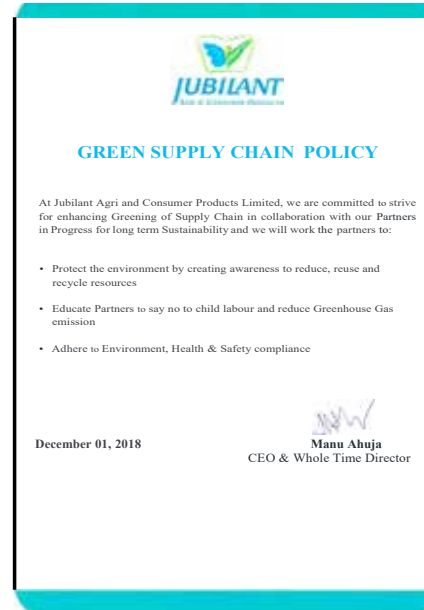 JUBILANT
GREEN SUPPLY CHAIN POLICY
At Jubilant Agri and Consumer Products Limited, we are committed to strive
for enhancing Greening of Supply Chain in collaboration with our Partners
in Progress for long term Sustainability and we will work the partners to:
• Protect the environment by creating awareness to reduce, reuse and
recycle resources
• Educate Partners to say no to child labour and reduce Greenhouse Gas
emission
• Adhere to Environment, Health & Safety compliance
December 01, 2018
Manu Ahuja
CEO & Whole Time Director